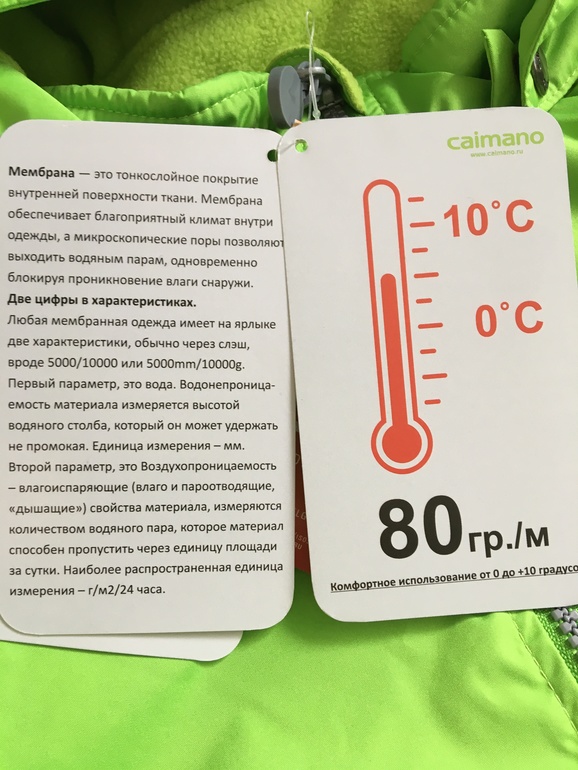 Мембрана — это тонкослойное покрытие
внутренней поверхности ткани. Мембрана
обеспечивает благоприятный климат внутри
одежды, а микроскопические поры позволяют
выходить водяным парам, одновременно
блокируя проникновение влаги снаружи.
Две цифры в характеристиках.
Любая мембранная одежда имеет на ярлыке
две характеристики, обычно через слэш,
вроде 5000/10000 или 5000mm/10000g.
Первый параметр, это вода. Водонепроница-
емость материала измеряется высотой
водяного столба, который он может удержать
не промокая. Единица измерения – мм.
Второй параметр, это Воздухопроницаемость
– влагоиспаряющие (влаго и пароотводящие,
«дышащие») свойства материала, измеряются
количеством водяного пара, которое материал
способен пропустить через единицу площади
за сутки. Наиболее распространенная единица
измерения – г/м2/24 часа.
caimano
www.caimano.ru
10°C
0°C
80 гр./м
Комфортное использование от 0 до +10 градусо